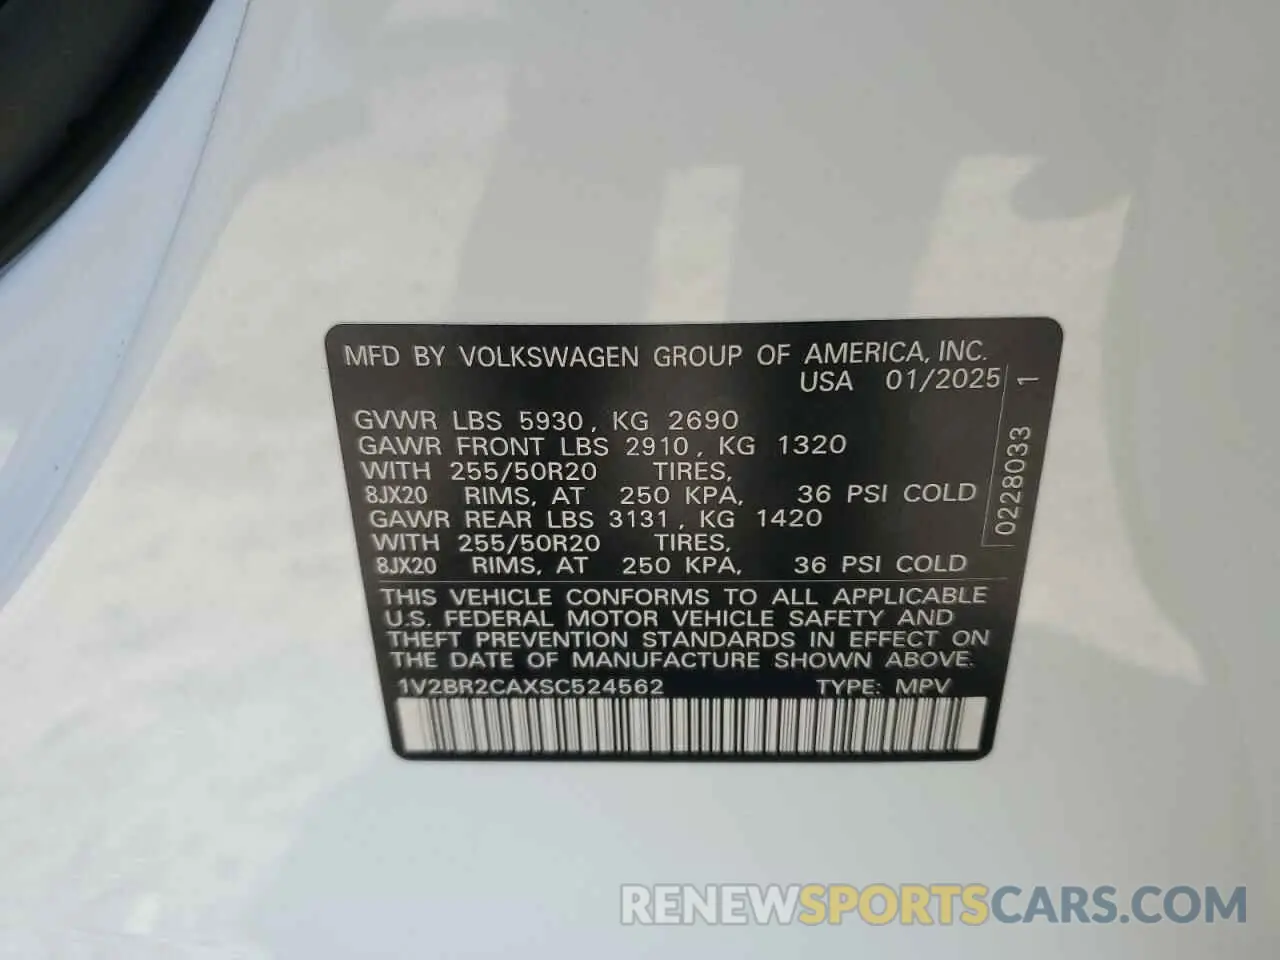 MFD BY VOLKSWAGEN GROUP OF AMERICA, INC.
USA 01/2025
GVWR LBS 5930, KG 2690
GAWR FRONT LBS 2910, KG 1320
WITH 255/50R20 TIRES,
8JX20 RIMS, AT 250 KPA, 36 PSI COLD
GAWR REAR LBS 3131, KG 1420
WITH 255/50R20 TIRES,
8JX20 RIMS, AT 250 KPA, 36 PSI COLD
0228033 1
THIS VEHICLE CONFORMS TO ALL APPLICABLE
U.S. FEDERAL MOTOR VEHICLE SAFETY AND
THEFT PREVENTION STANDARDS IN EFFECT ON
THE DATE OF MANUFACTURE SHOWN ABOVE.
1V2BR2CAXSC524562 TYPE: MPV
RENEWSPORTSCARS.COM